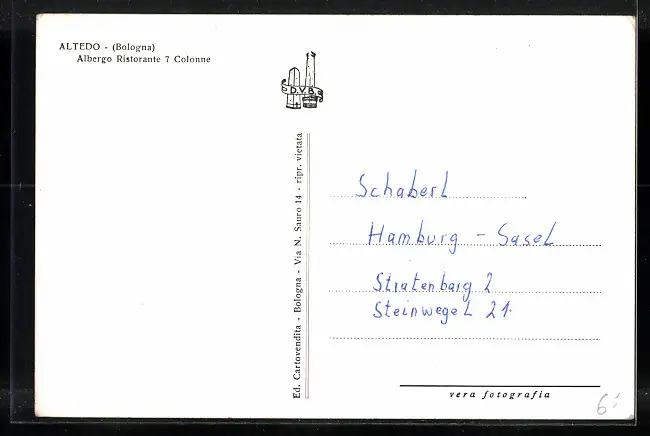 ALTEDO - (Bologna)
Albergo Ristorante 7 Colonne
D.V.B.
Ed. Cartovendita - Bologna - Via N. Sauro 14 - ripr. vietata
Schaberl
Hamburg - Sasel
Stratenbarg 2
Steinwegel 21.
vera fotografia
6'